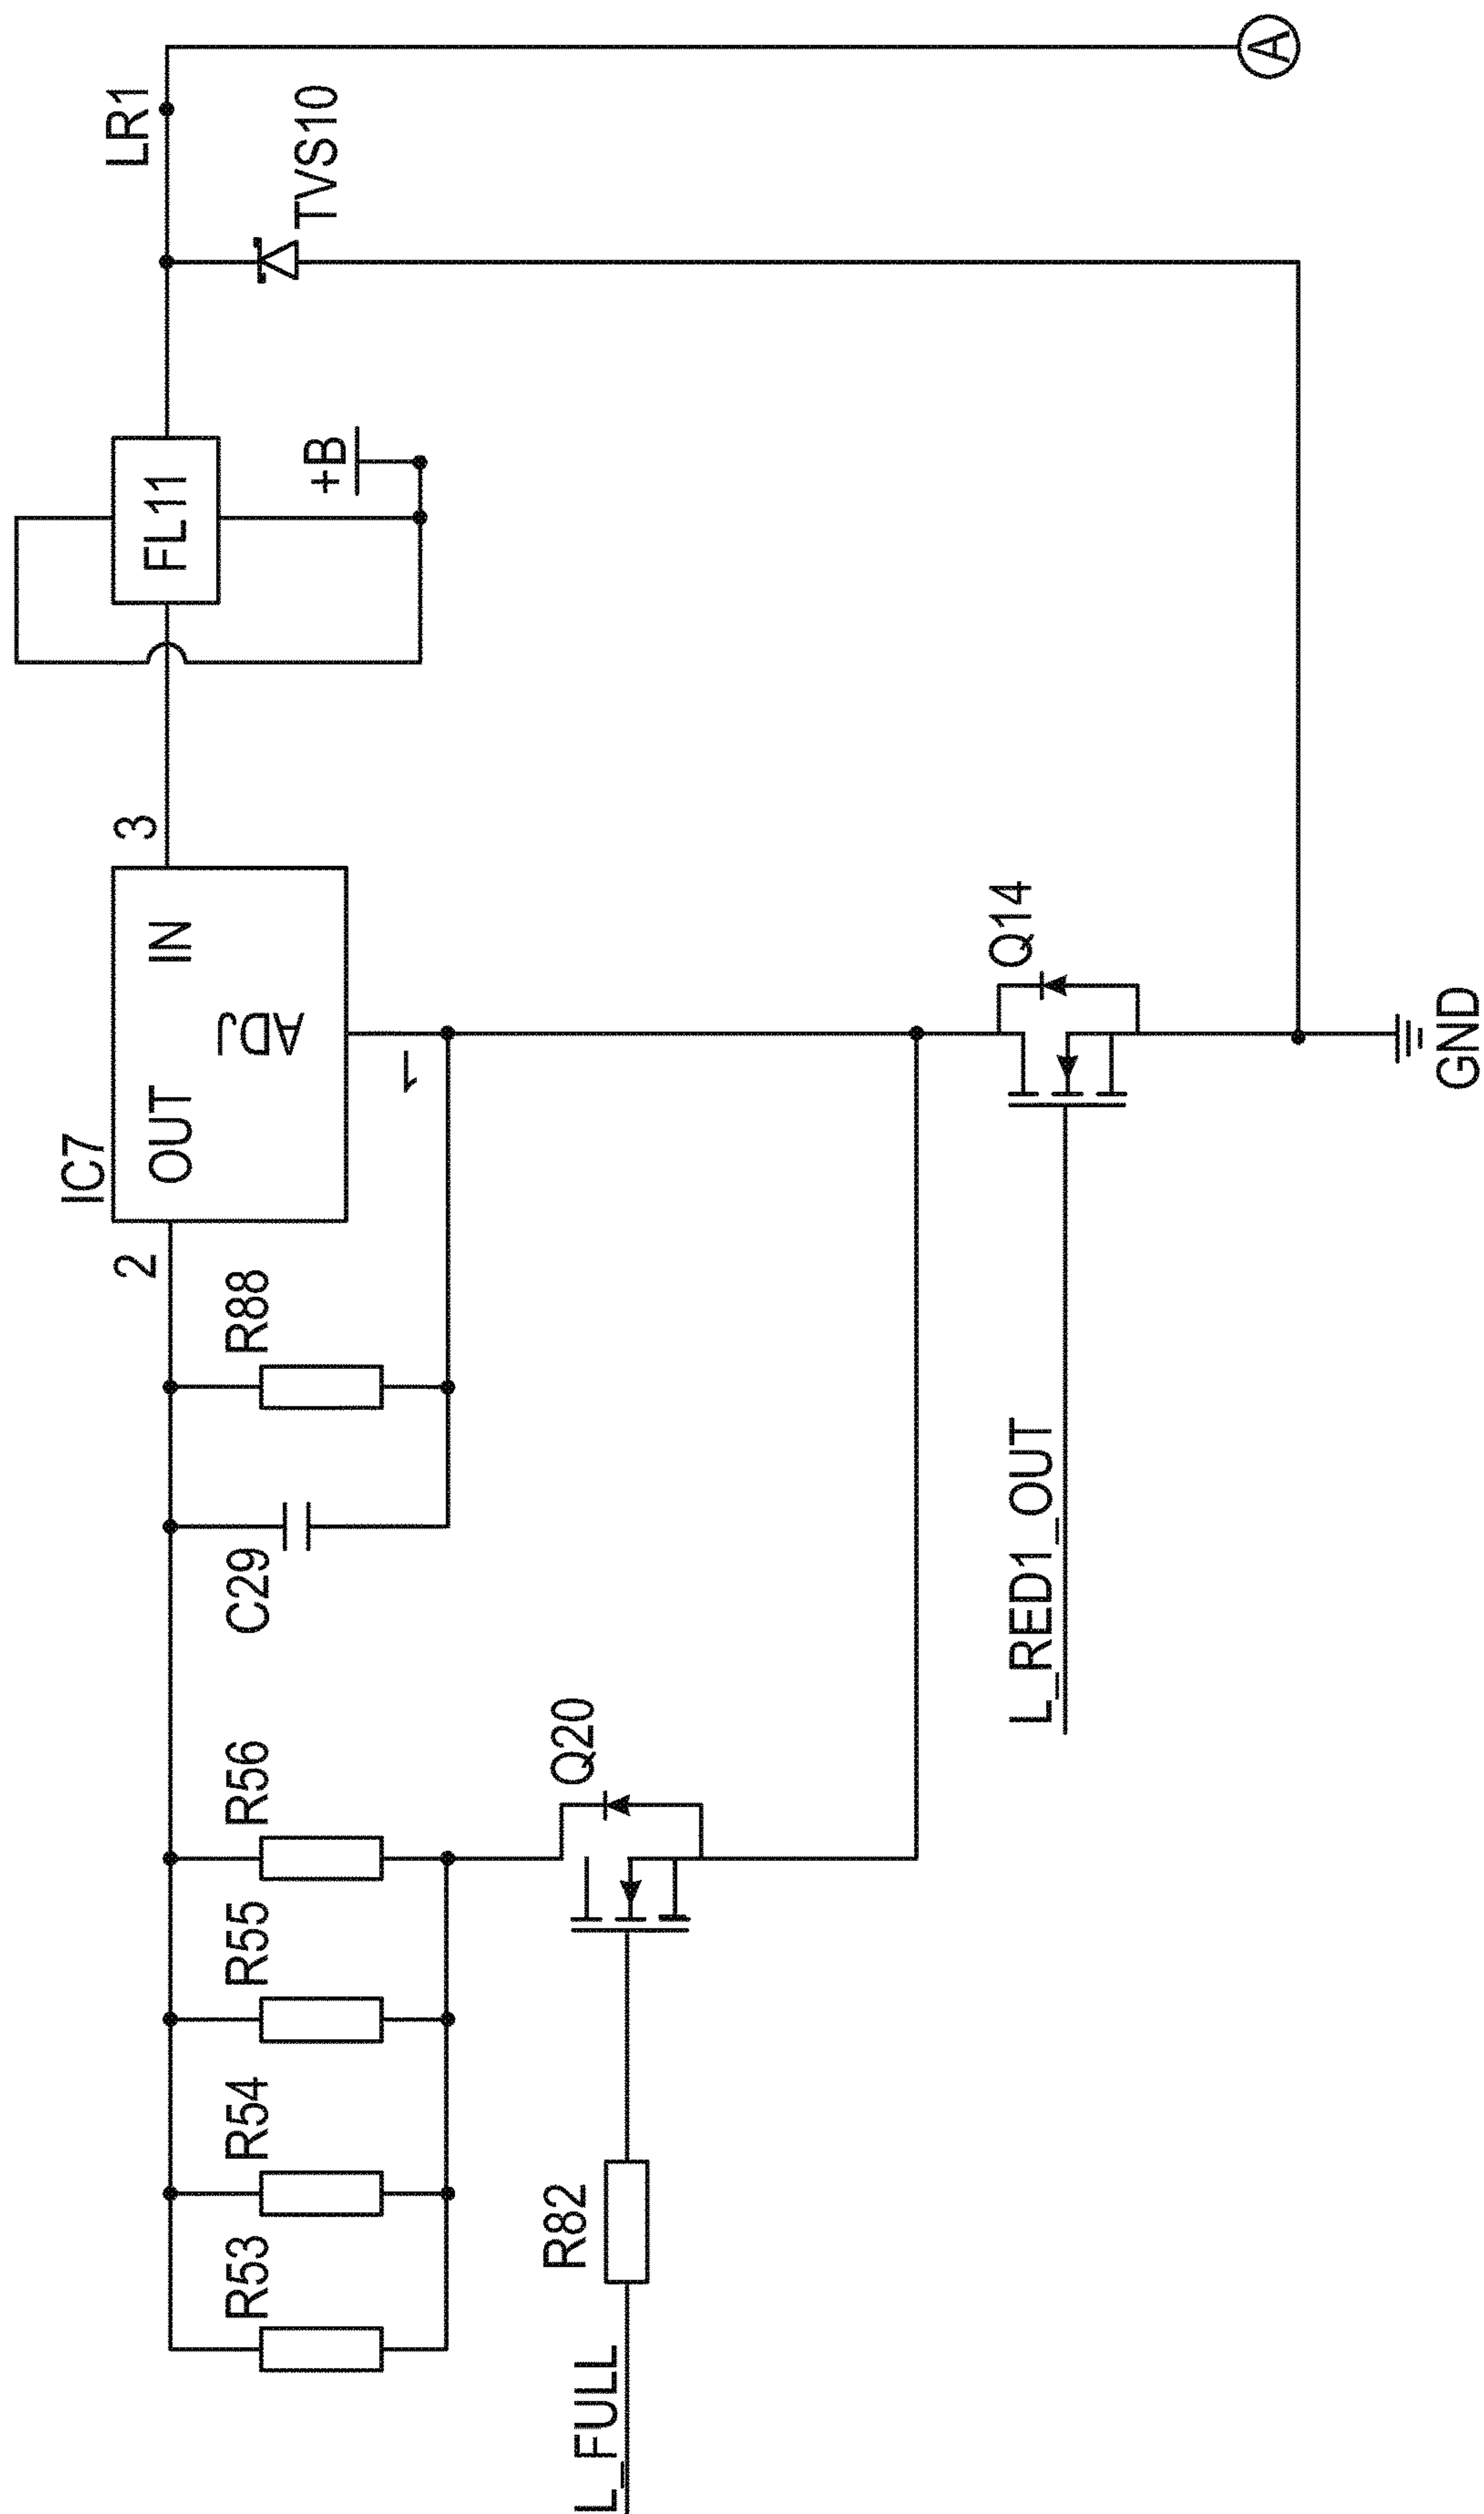 IC7
2
3
LR1
OUT
IN
FL11
ADJ
R53
R54
R55
R56
C29
R88
+B
TVS10
1
L_FULL
R82
Q20
L_RED1_OUT
Q14
A
GND